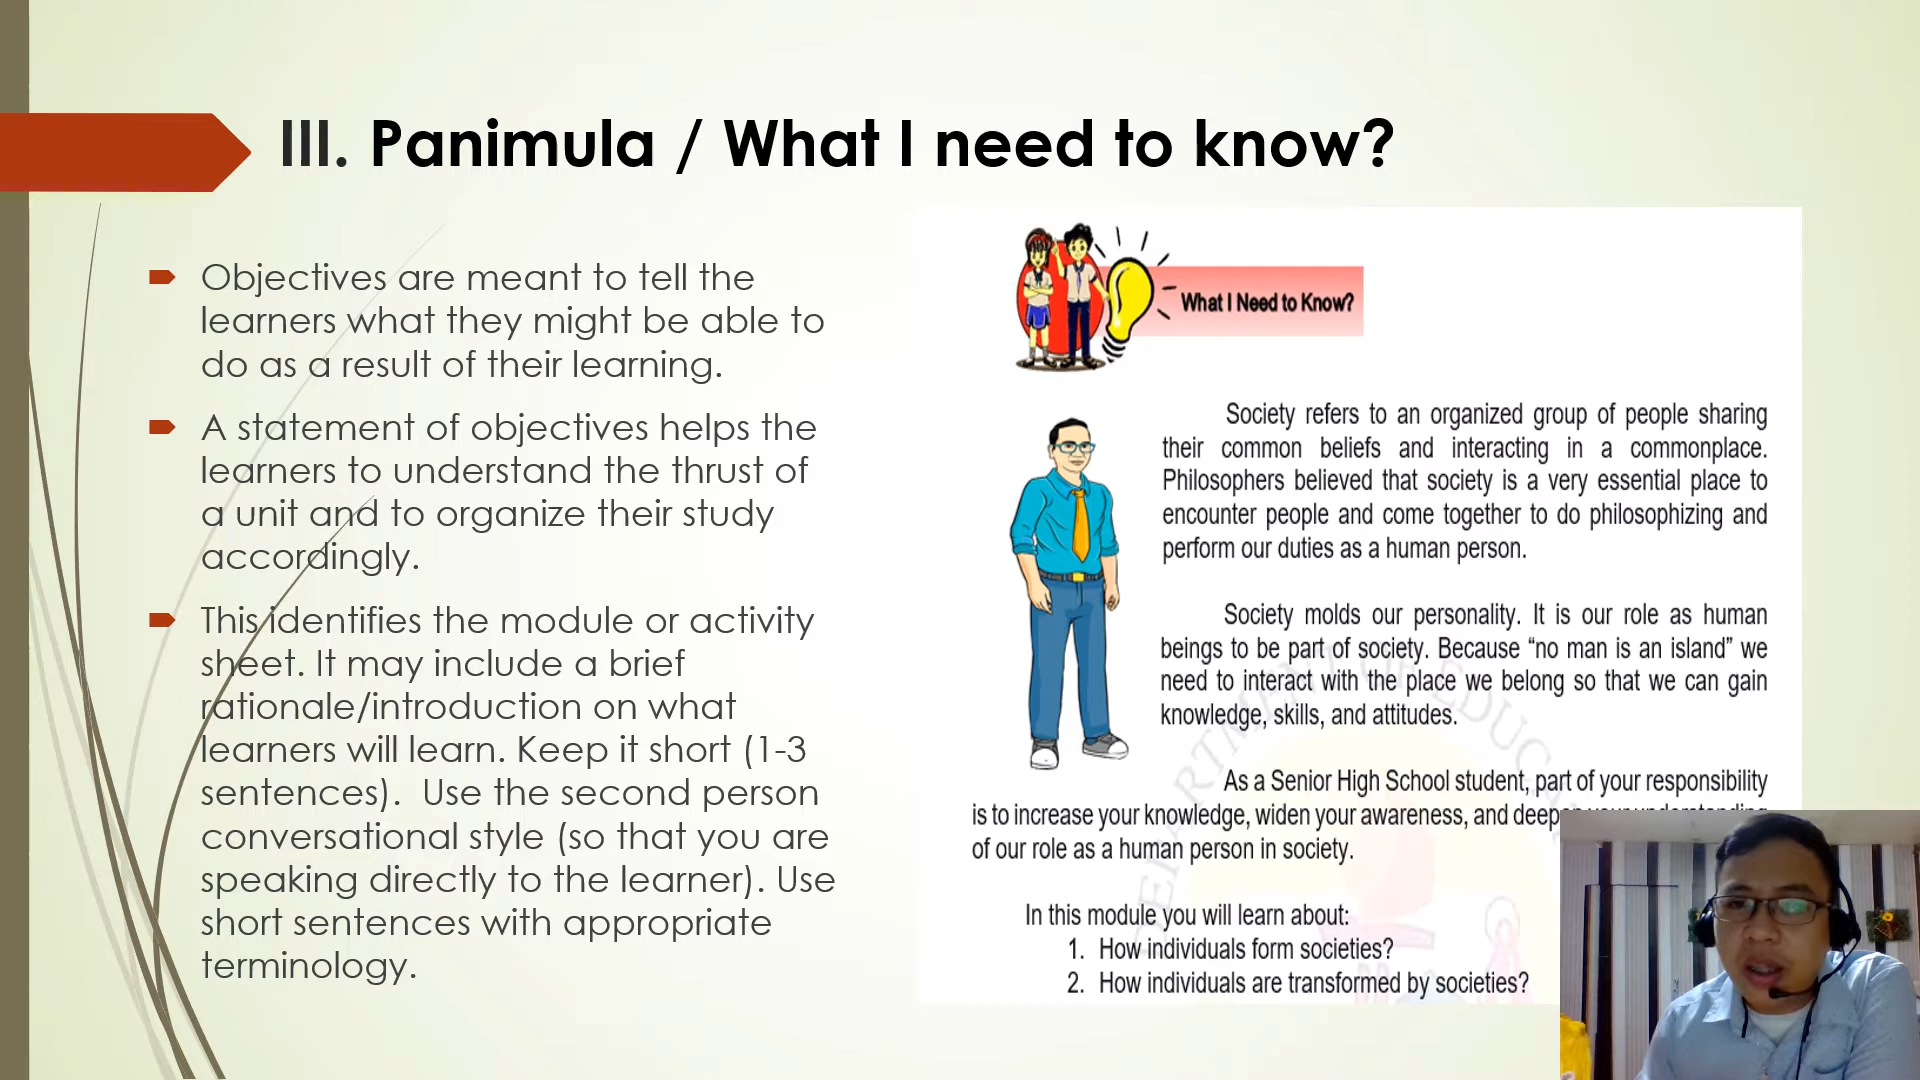 III. Panimula / What I need to know?
Objectives are meant to tell the
learners what they might be able to
do as a result of their learning.
A statement of objectives helps the
learners to understand the thrust of
a unit and to organize their study
accordingly.
This identifies the module or activity
sheet. It may include a brief
rationale/introduction on what
learners will learn. Keep it short (1-3
sentences).  Use the second person
conversational style (so that you are
speaking directly to the learner). Use
short sentences with appropriate
terminology.
What I Need to Know?
Society refers to an organized group of people sharing
their common beliefs and interacting in a commonplace.
Philosophers believed that society is a very essential place to
encounter people and come together to do philosophizing and
perform our duties as a human person.
Society molds our personality. It is our role as human
beings to be part of society. Because “no man is an island” we
need to interact with the place we belong so that we can gain
knowledge, skills, and attitudes.
As a Senior High School student, part of your responsibility
is to increase your knowledge, widen your awareness, and
of our role as a human person in society.
In this module you will learn about:
1. How individuals form societies?
2. How individuals are transformed by societies?